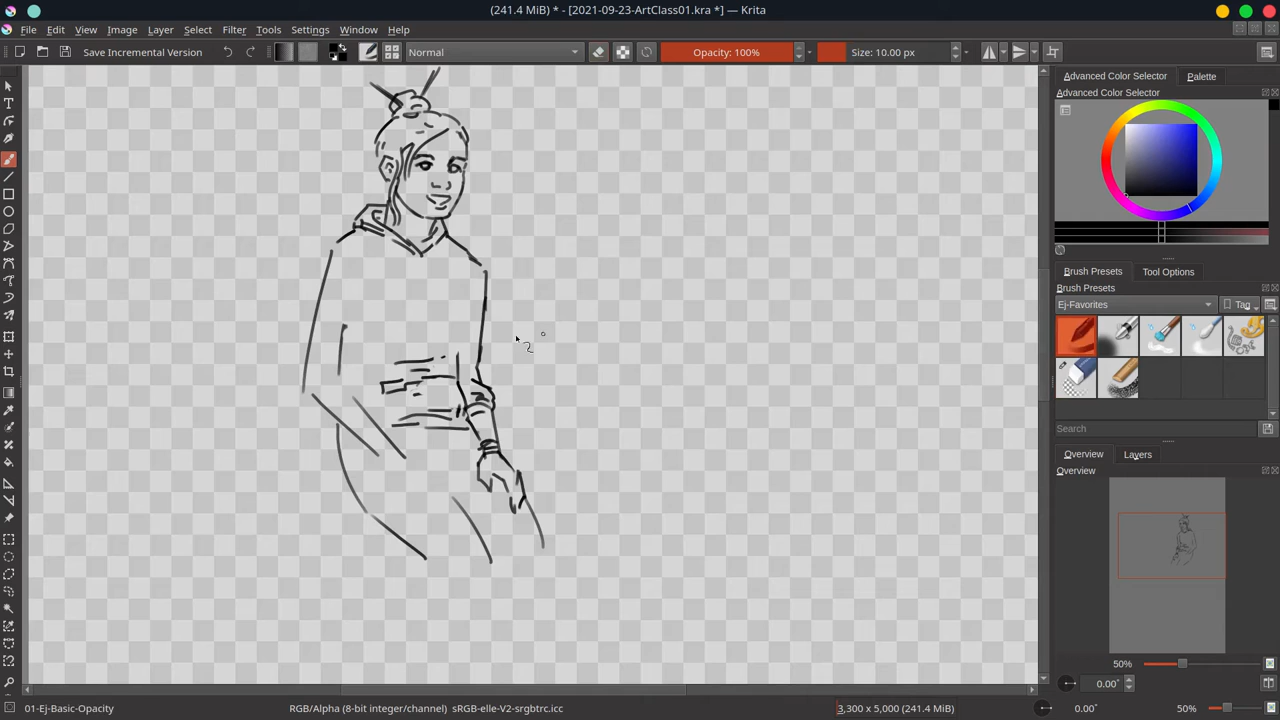 (241.4 MiB) * - [2021-09-23-ArtClass01.kra *] — Krita
File Edit View Image Layer Select Filter Tools Settings Window Help
Save Incremental Version Normal Opacity: 100% Size: 10.00 px
Advanced Color Selector Palette
Advanced Color Selector
Brush Presets Tool Options
Brush Presets
Ej-Favorites Tag
Search
Overview Layers
Overview
50%
0.00°
01-Ej-Basic-Opacity RGB/Alpha (8-bit integer/channel) sRGB-elle-V2-srgbtrc.icc 3,300 x 5,000 (241.4 MiB) 0.00° 50%